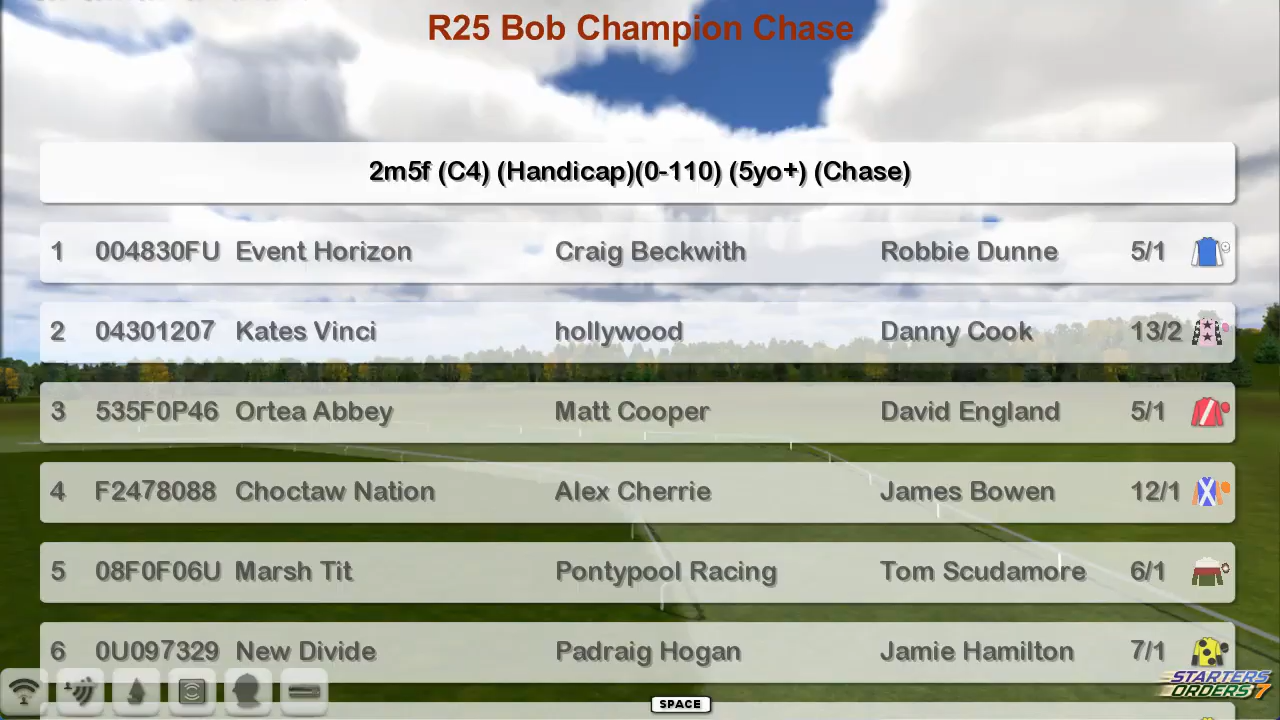 R25 Bob Champion Chase
2m5f (C4) (Handicap)(0-110) (5yo+) (Chase)
1 004830FU Event Horizon Craig Beckwith Robbie Dunne 5/1
2 04301207 Kates Vinci hollywood Danny Cook 13/2
3 535F0P46 Ortea Abbey Matt Cooper David England 5/1
4 F2478088 Choctaw Nation Alex Cherrie James Bowen 12/1
5 08F0F06U Marsh Tit Pontypool Racing Tom Scudamore 6/1
6 0U097329 New Divide Padraig Hogan Jamie Hamilton 7/1
STARTERS
ORDERS 7
SPACE